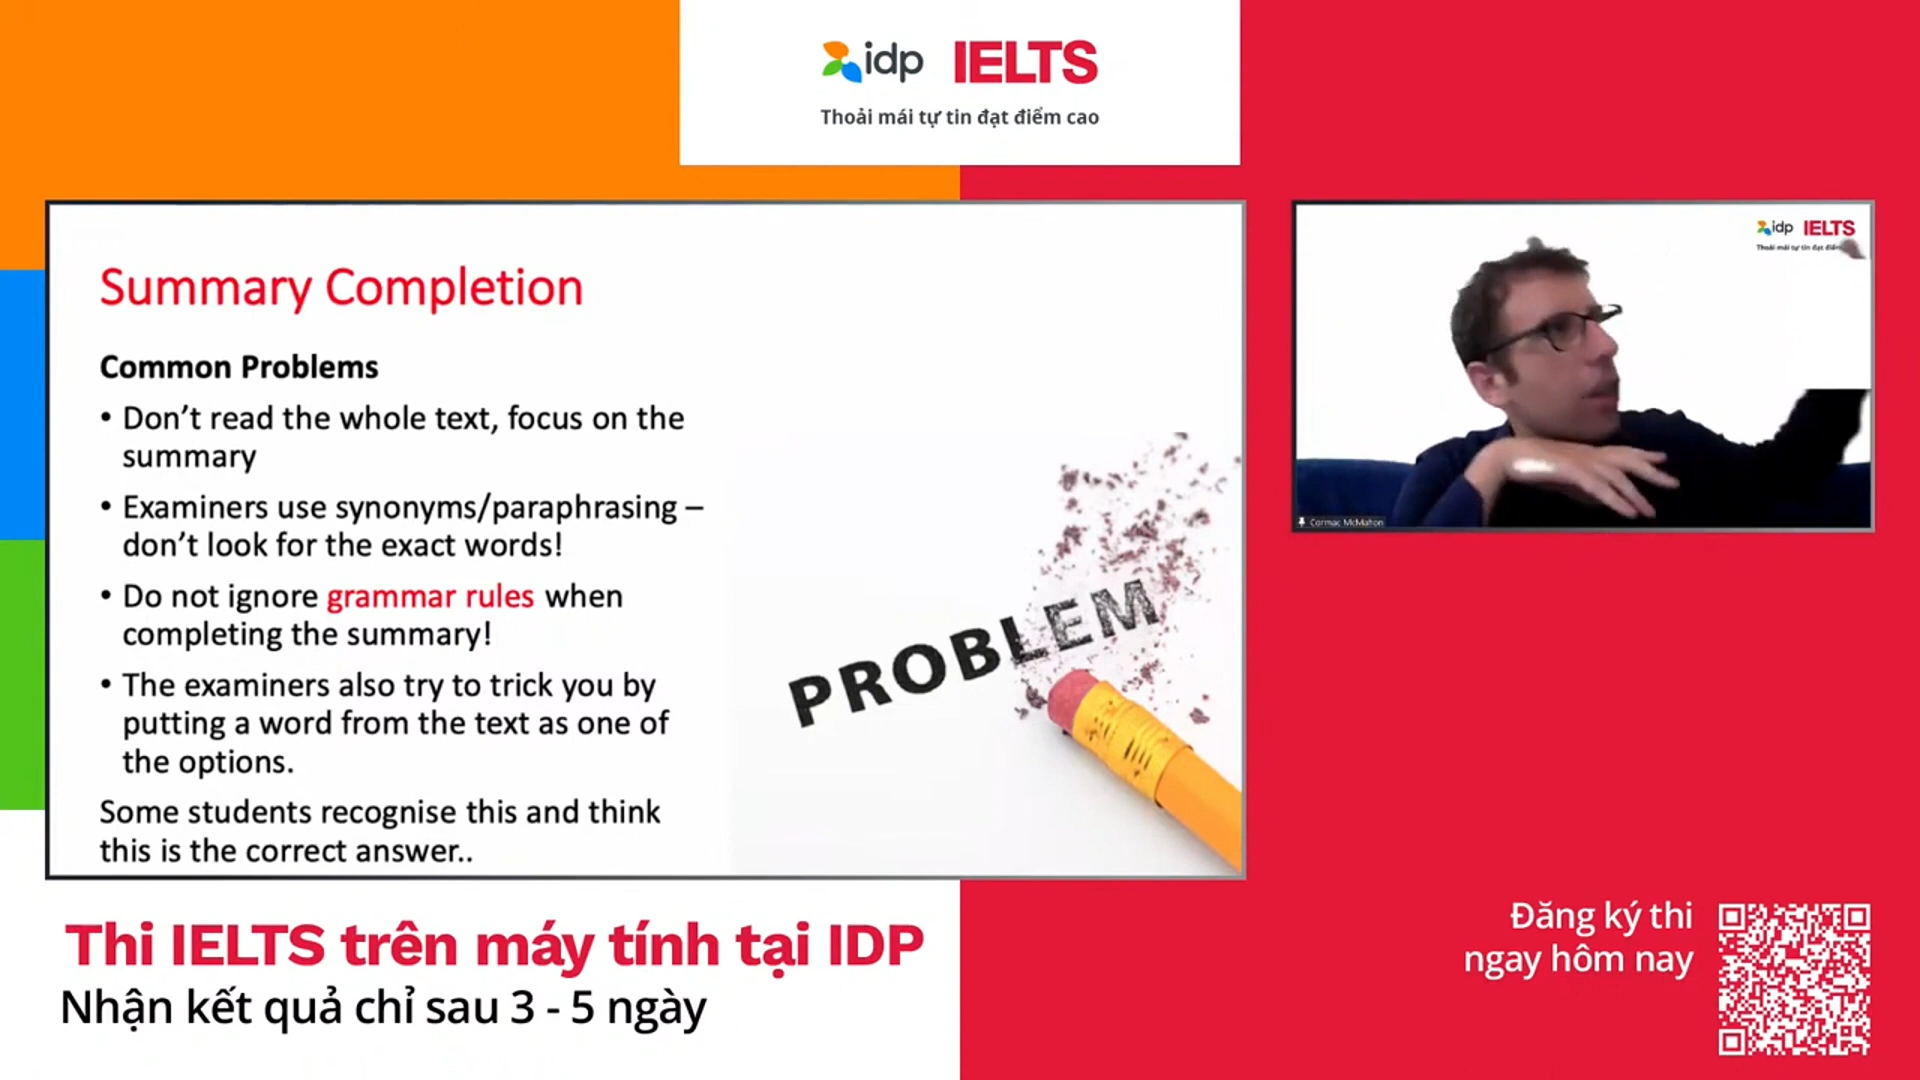 idp IELTS
Thoải mái tự tin đạt điểm cao
Summary Completion
Common Problems
• Don’t read the whole text, focus on the
summary
• Examiners use synonyms/paraphrasing –
don’t look for the exact words!
• Do not ignore grammar rules when
completing the summary!
• The examiners also try to trick you by
putting a word from the text as one of
the options.
Some students recognise this and think
this is the correct answer..
PROBLEM
idp IELTS
Thoải mái tự tin đạt
Cormac McMahon
Thi IELTS trên máy tính tại IDP
Nhận kết quả chỉ sau 3 - 5 ngày
Đăng ký thi
ngay hôm nay